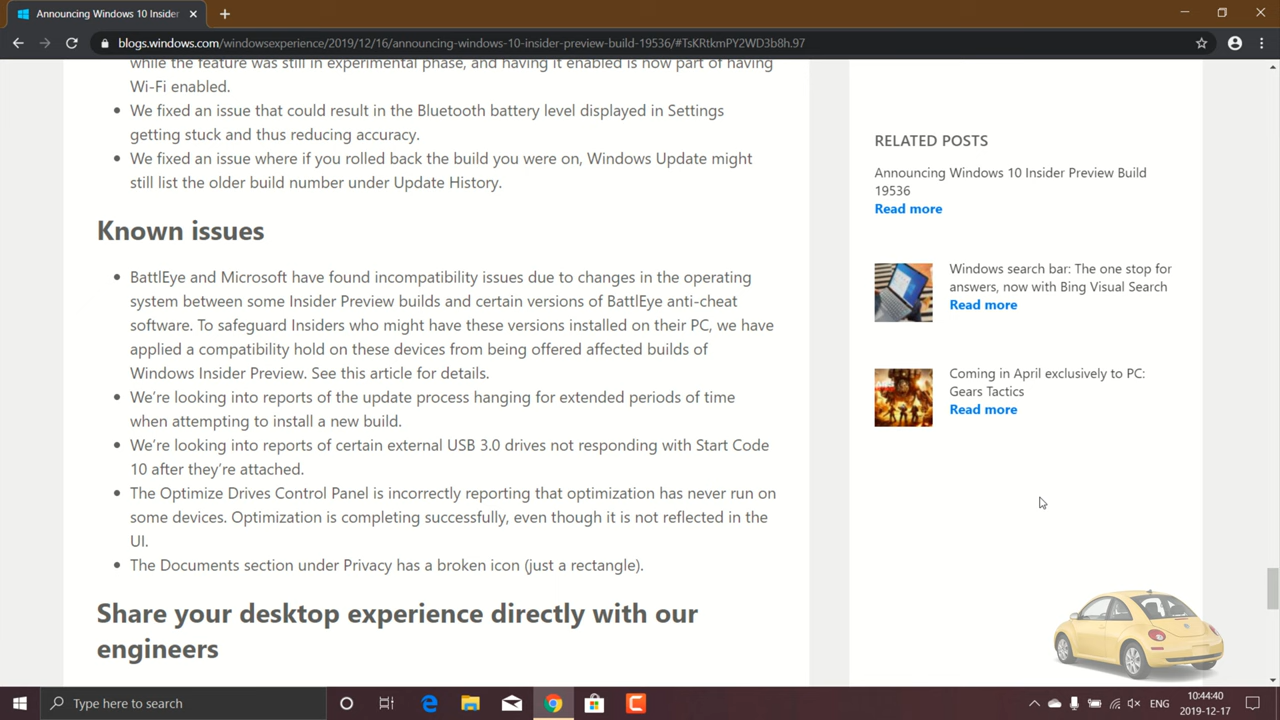 Announcing Windows 10 Insider
blogs.windows.com/windowsexperience/2019/12/16/announcing-windows-10-insider-preview-build-19536/#TsKRtkmPY2WD3b8h.97
while the feature was still in experimental phase, and having it enabled is now part of having
Wi-Fi enabled.
We fixed an issue that could result in the Bluetooth battery level displayed in Settings
getting stuck and thus reducing accuracy.
We fixed an issue where if you rolled back the build you were on, Windows Update might
still list the older build number under Update History.
Known issues
BattlEye and Microsoft have found incompatibility issues due to changes in the operating
system between some Insider Preview builds and certain versions of BattlEye anti-cheat
software. To safeguard Insiders who might have these versions installed on their PC, we have
applied a compatibility hold on these devices from being offered affected builds of
Windows Insider Preview. See this article for details.
We're looking into reports of the update process hanging for extended periods of time
when attempting to install a new build.
We're looking into reports of certain external USB 3.0 drives not responding with Start Code
10 after they're attached.
The Optimize Drives Control Panel is incorrectly reporting that optimization has never run on
some devices. Optimization is completing successfully, even though it is not reflected in the
UI.
The Documents section under Privacy has a broken icon (just a rectangle).
Share your desktop experience directly with our
engineers
RELATED POSTS
Announcing Windows 10 Insider Preview Build
19536
Read more
Windows search bar: The one stop for
answers, now with Bing Visual Search
Read more
Coming in April exclusively to PC:
Gears Tactics
Read more
Type here to search
ENG
10:44:40
2019-12-17